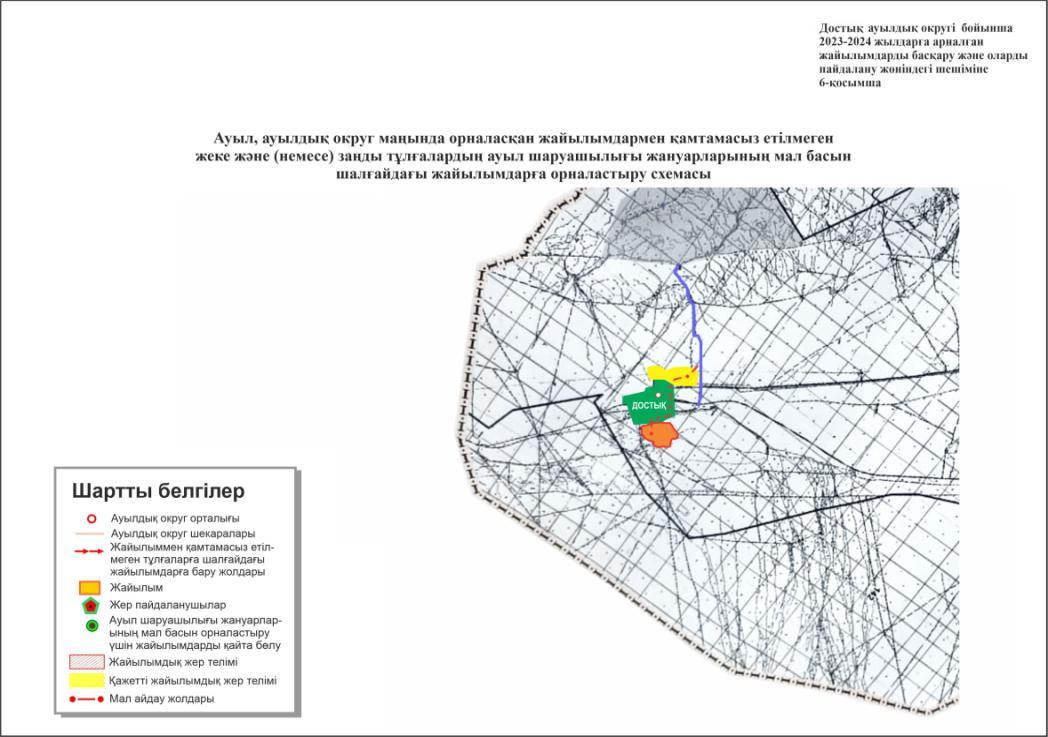 Достық ауылдық округі бойынша
2023-2024 жылдарға арналған
жайылымдарды басқару және оларды
пайдалану жөніндегі шешіміне
6-қосымша
Ауыл, ауылдық округ маңында орналасқан жайылымдармен қамтамасыз етілмеген
жеке және (немесе) заңды тұлғалардың ауыл шаруашылығы жануарларының мал басын
шалғайдағы жайылымдарға орналастыру схемасы
ДОСТЫҚ
Шартты белгілер
Ауылдық округ орталығы
Ауылдық округ шекаралары
Жайылыммен қамтамасыз етіл-
меген тұлғаларға шалғайдағы
жайылымдарға бару жолдары
Жайылым
Жер пайдаланушылар
Ауыл шаруашылығы жануарлар-
ының мал басын орналастыру
үшін жайылымдарды қайта бөлу
Жайылымдық жер телімі
Қажетті жайылымдық жер телімі
Мал айдау жолдары